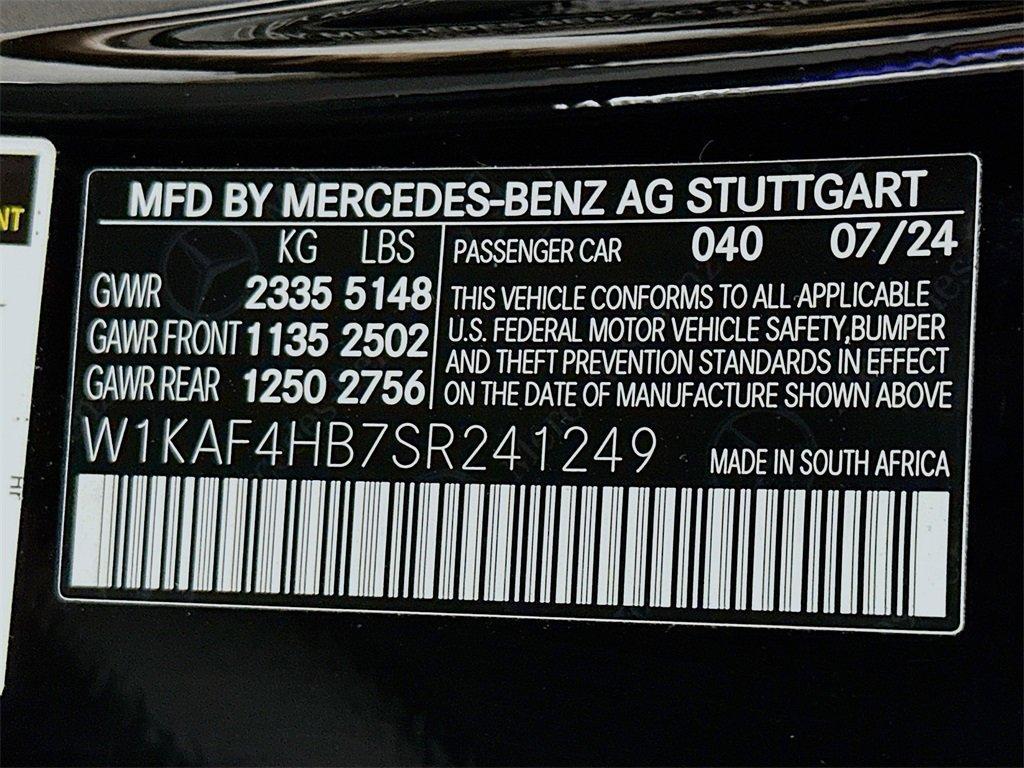 MFD BY MERCEDES-BENZ AG STUTTGART
KG LBS
GVWR 2335 5148
GAWR FRONT 1135 2502
GAWR REAR 1250 2756
PASSENGER CAR 040 07/24
THIS VEHICLE CONFORMS TO ALL APPLICABLE
U.S. FEDERAL MOTOR VEHICLE SAFETY,BUMPER
AND THEFT PREVENTION STANDARDS IN EFFECT
ON THE DATE OF MANUFACTURE SHOWN ABOVE
W1KAF4HB7SR241249
MADE IN SOUTH AFRICA
NT
Hr